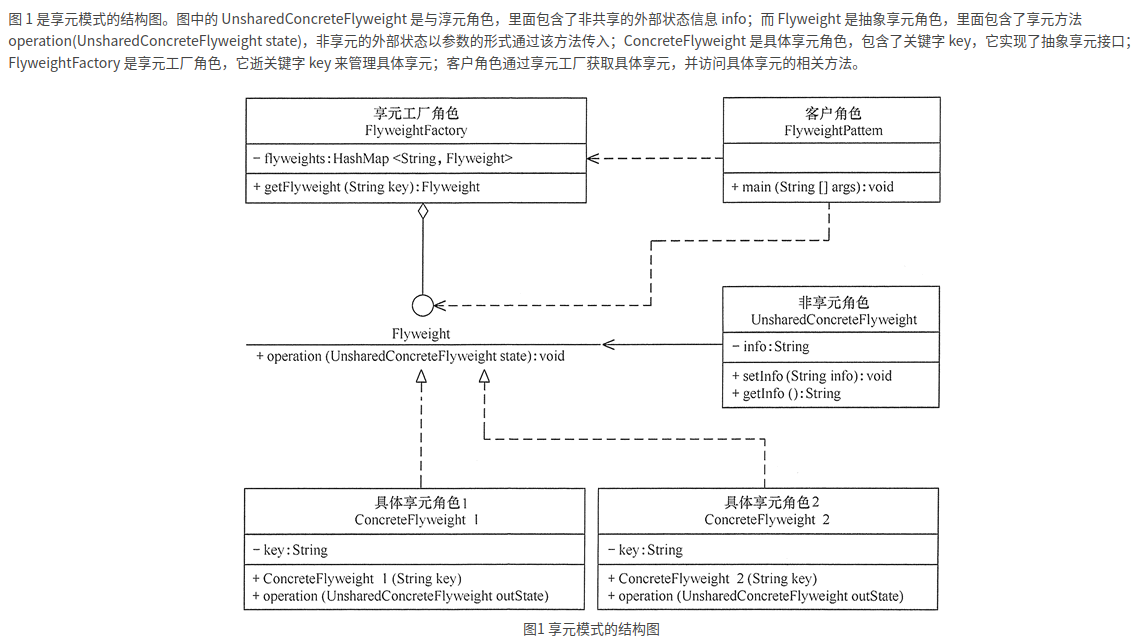 图 1 是享元模式的结构图。图中的 UnsharedConcreteFlyweight 是与淳元角色，里面包含了非共享的外部状态信息 info；而 Flyweight 是抽象享元角色，里面包含了享元方法
operation(UnsharedConcreteFlyweight state)，非享元的外部状态以参数的形式通过该方法传入；ConcreteFlyweight 是具体享元角色，包含了关键字 key，它实现了抽象享元接口；
FlyweightFactory 是享元工厂角色，它逝关键字 key 来管理具体享元；客户角色通过享元工厂获取具体享元，并访问具体享元的相关方法。
享元工厂角色
FlyweightFactory
- flyweights:HashMap <String, Flyweight>
+ getFlyweight (String key):Flyweight
客户角色
FlyweightPattem
+ main (String [] args):void
Flyweight
+ operation (UnsharedConcreteFlyweight state):void
非享元角色
UnsharedConcreteFlyweight
- info:String
+ setInfo (String info):void
+ getInfo ():String
具体享元角色1
ConcreteFlyweight 1
- key:String
+ ConcreteFlyweight 1 (String key)
+ operation (UnsharedConcreteFlyweight outState)
具体享元角色2
ConcreteFlyweight 2
- key:String
+ ConcreteFlyweight 2 (String key)
+ operation (UnsharedConcreteFlyweight outState)
图1 享元模式的结构图